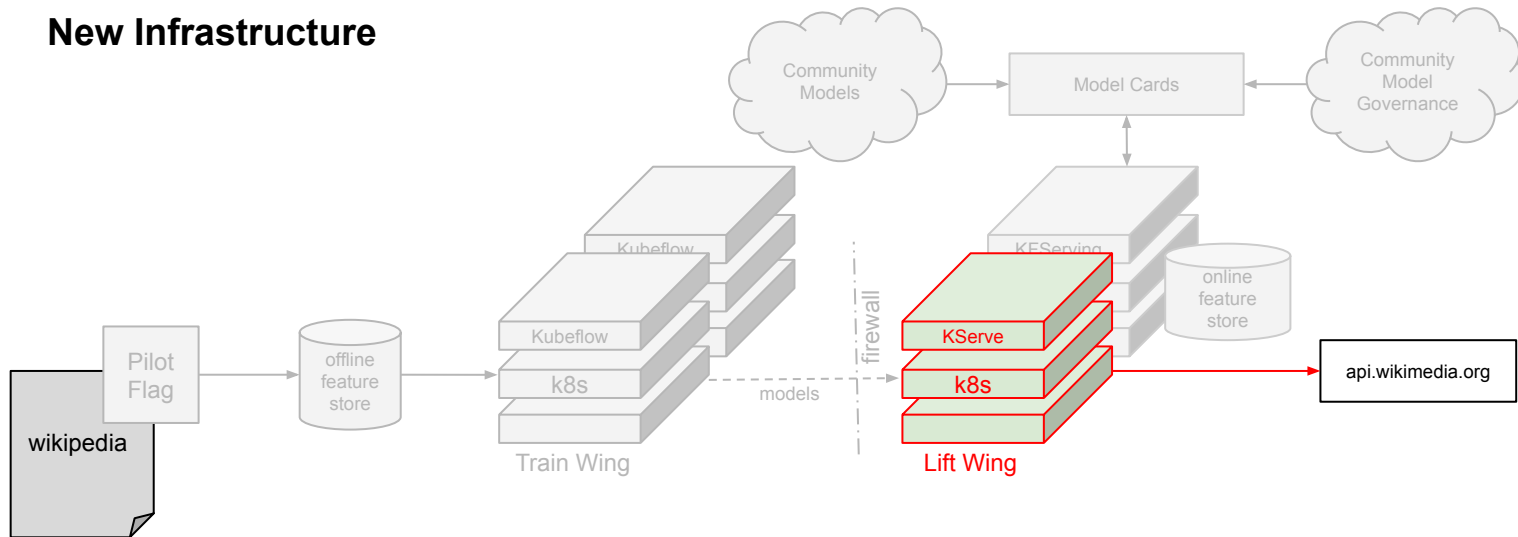 New Infrastructure
Community
Models
Model Cards
Community
Model
Governance
Kubeflow
KFServing
online
feature
store
Kubeflow
k8s
firewall
KServe
k8s
Pilot
Flag
offline
feature
store
models
api.wikimedia.org
wikipedia
Train Wing
Lift Wing